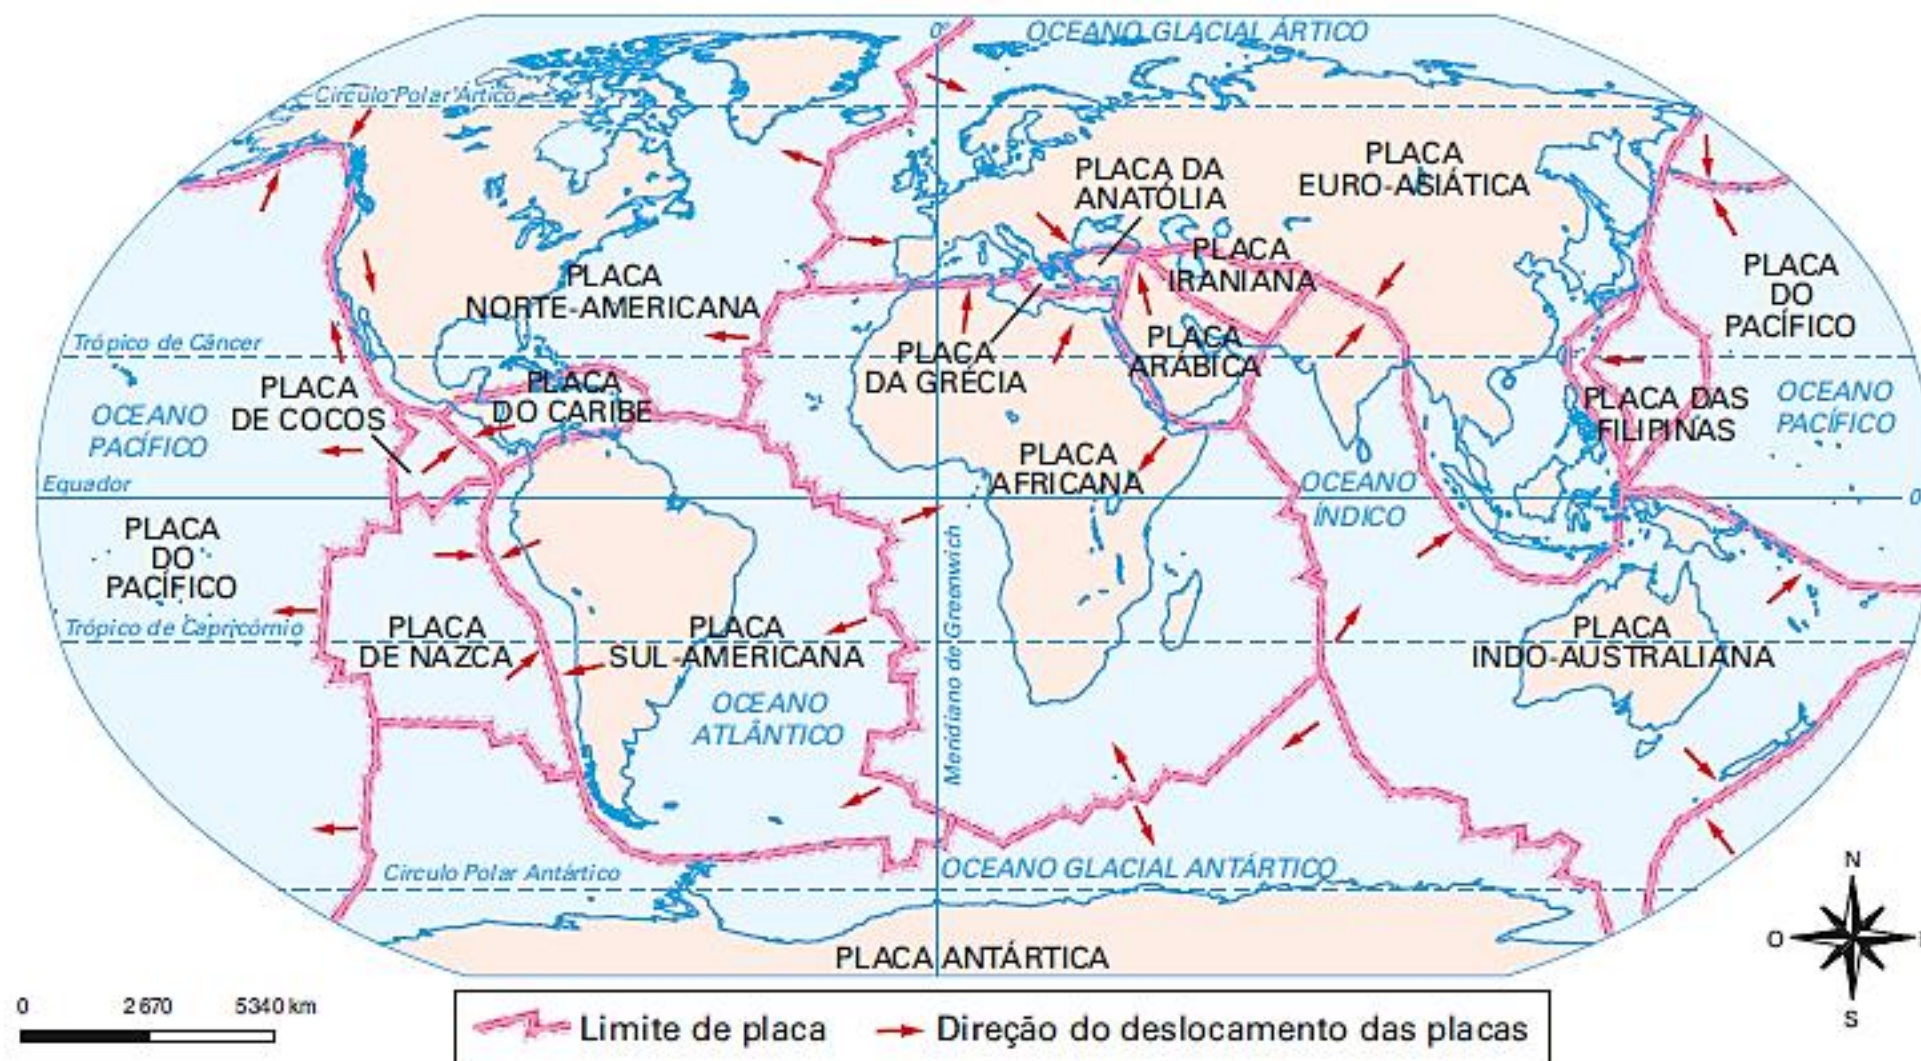 0°
OCEANO GLACIAL ÁRTICO
Círculo Polar Ártico
PLACA
EURO-ASIÁTICA
PLACA DA
ANATÓLIA
PLACA
IRANIANA
PLACA
NORTE-AMERICANA
PLACA
DO
PACÍFICO
Trópico de Câncer
PLACA
DA GRÉCIA
PLACA
ARÁBICA
PLACA
DE COCOS
PLACA
DO CARIBE
OCEANO
PACÍFICO
PLACA DAS
FILIPINAS
OCEANO
PACÍFICO
PLACA
AFRICANA
OCEANO
ÍNDICO
Equador
0
PLACA
DO
PACÍFICO
Meridiano de Greenwich
Trópico de Capricórnio
PLACA
DE NAZCA
PLACA
SUL-AMERICANA
PLACA
INDO-AUSTRALIANA
OCEANO
ATLÂNTICO
Círculo Polar Antártico
OCEANO GLACIAL ANTÁRTICO
PLACA ANTÁRTICA
N
O
S
0 2 670 5340 km
Limite de placa
Direção do deslocamento das placas